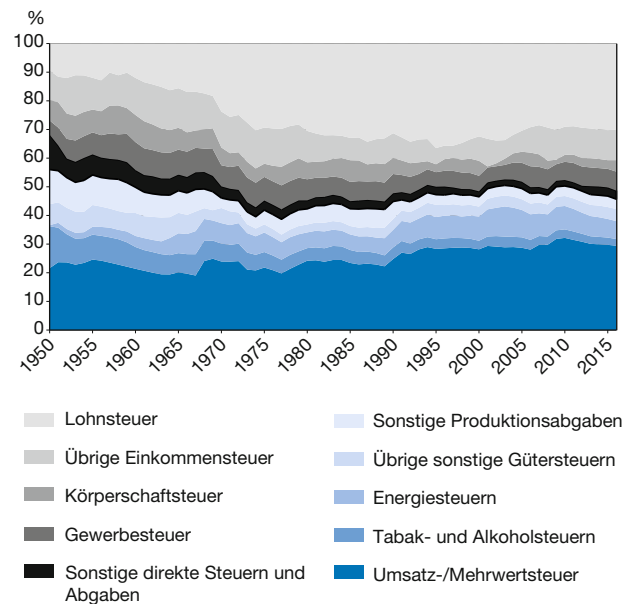 %
100
90
80
70
60
50
40
30
20
10
0
1950 1955 1960 1965 1970 1975 1980 1985 1990 1995 2000 2005 2010 2015
Lohnsteuer
Übrige Einkommensteuer
Körperschaftsteuer
Gewerbesteuer
Sonstige direkte Steuern und
Abgaben
Sonstige Produktionsabgaben
Übrige sonstige Gütersteuern
Energiesteuern
Tabak- und Alkoholsteuern
Umsatz-/Mehrwertsteuer